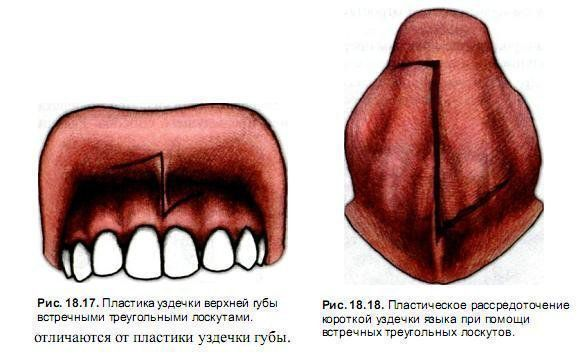 Рис. 18.17. Пластика уздечки верхней губы
встречными треугольными лоскутами.
отличаются от пластики уздечки губы.
Рис. 18.18. Пластическое рассредоточение
короткой уздечки языка при помощи
встречных треугольных лоскутов.